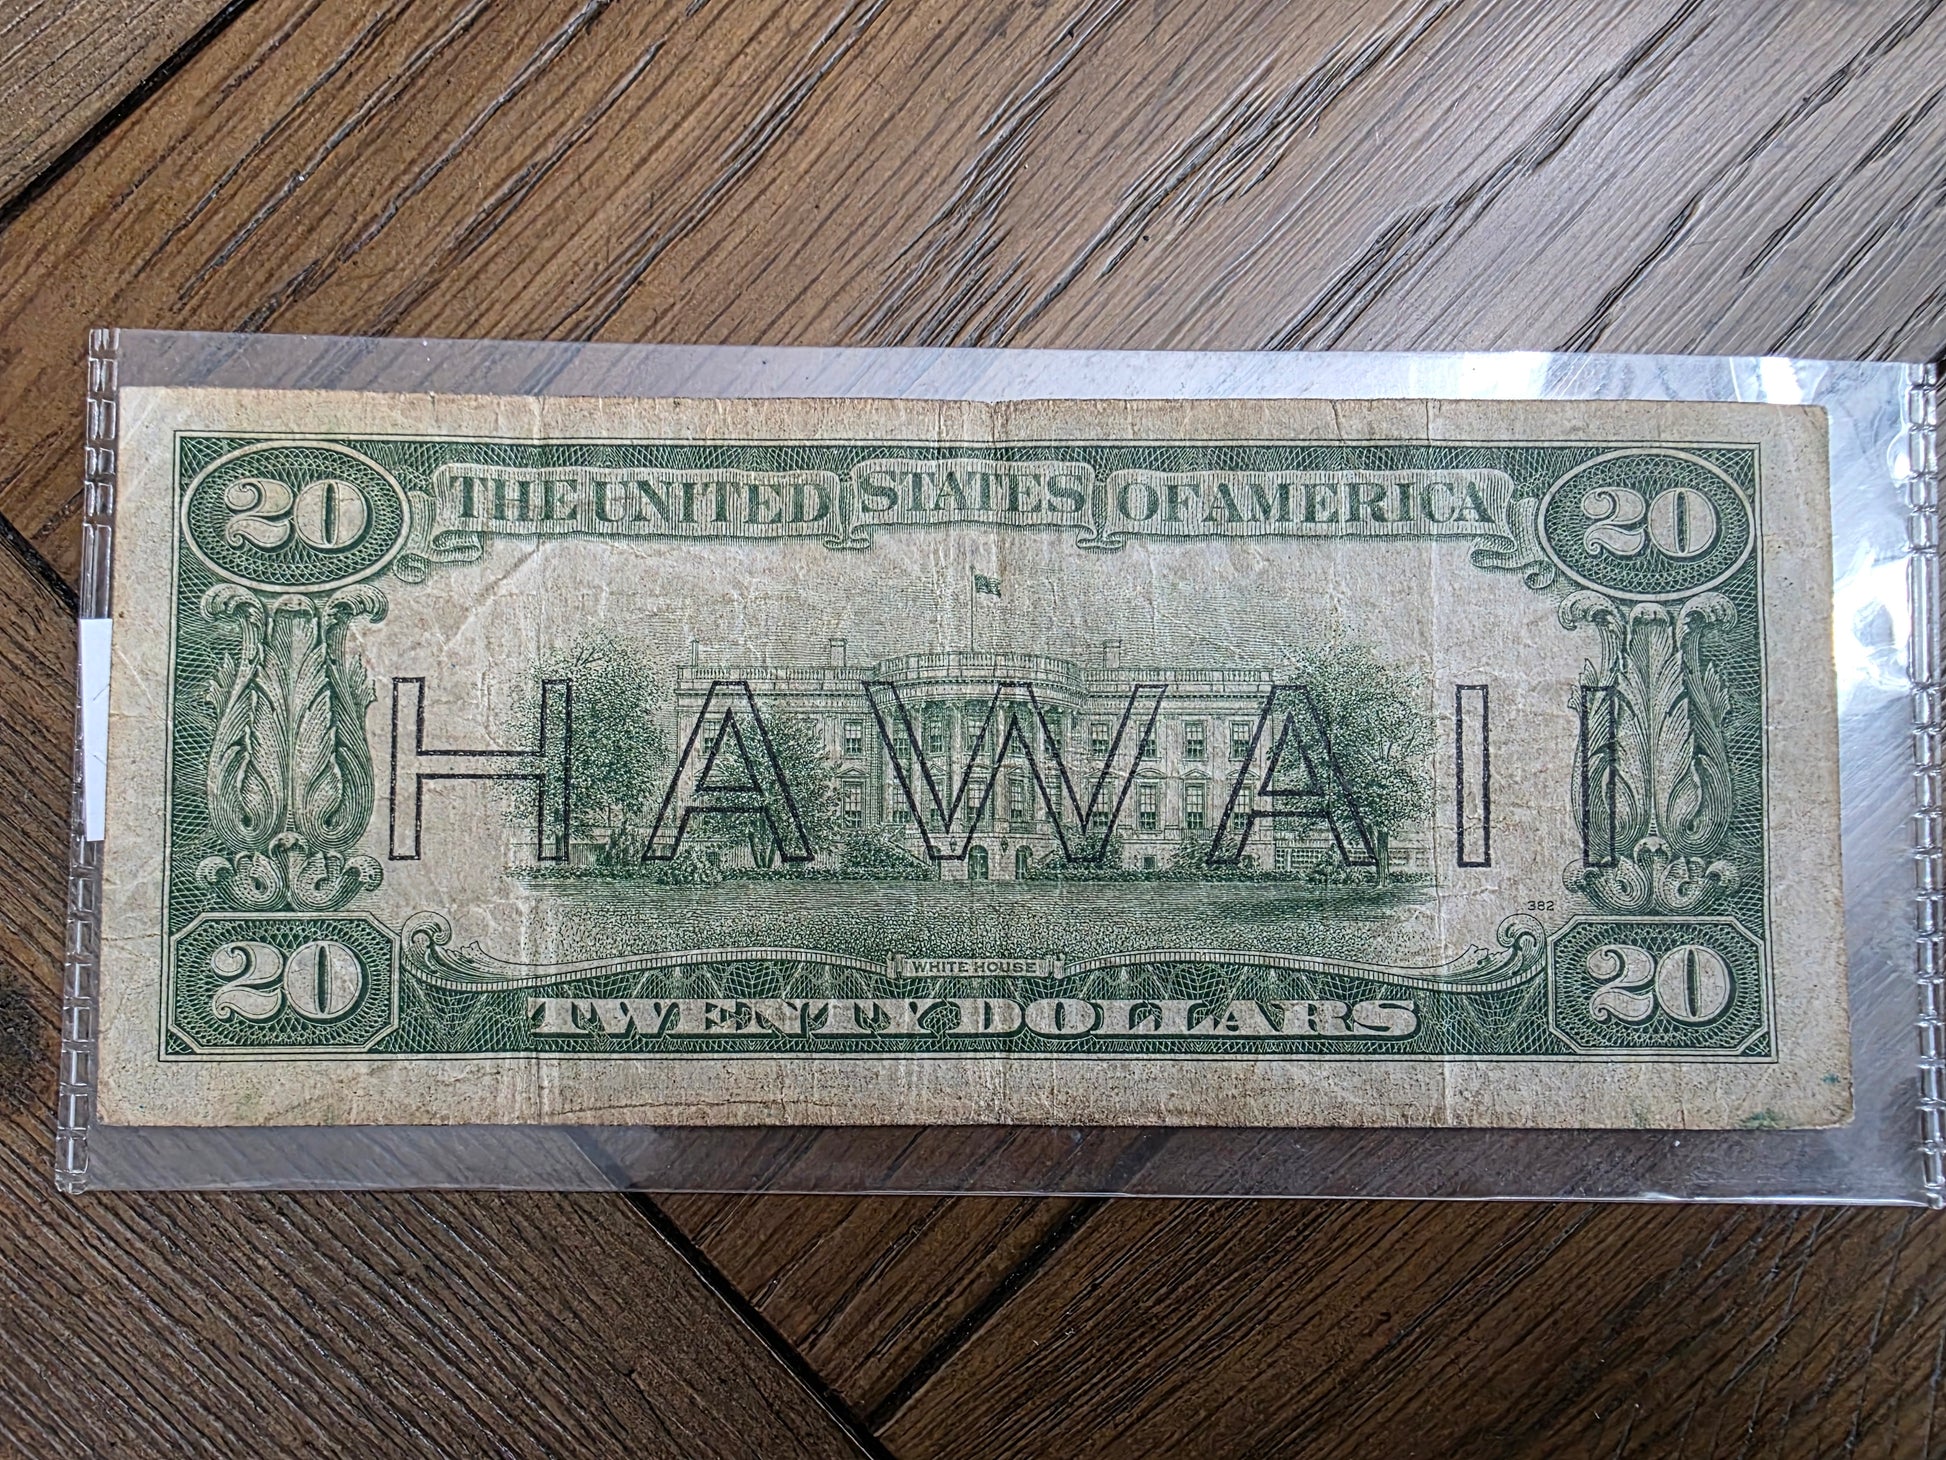 20 THE UNITED STATES OF AMERICA 20
HAWAII
382
20 WHITE HOUSE 20
TWENTY DOLLARS